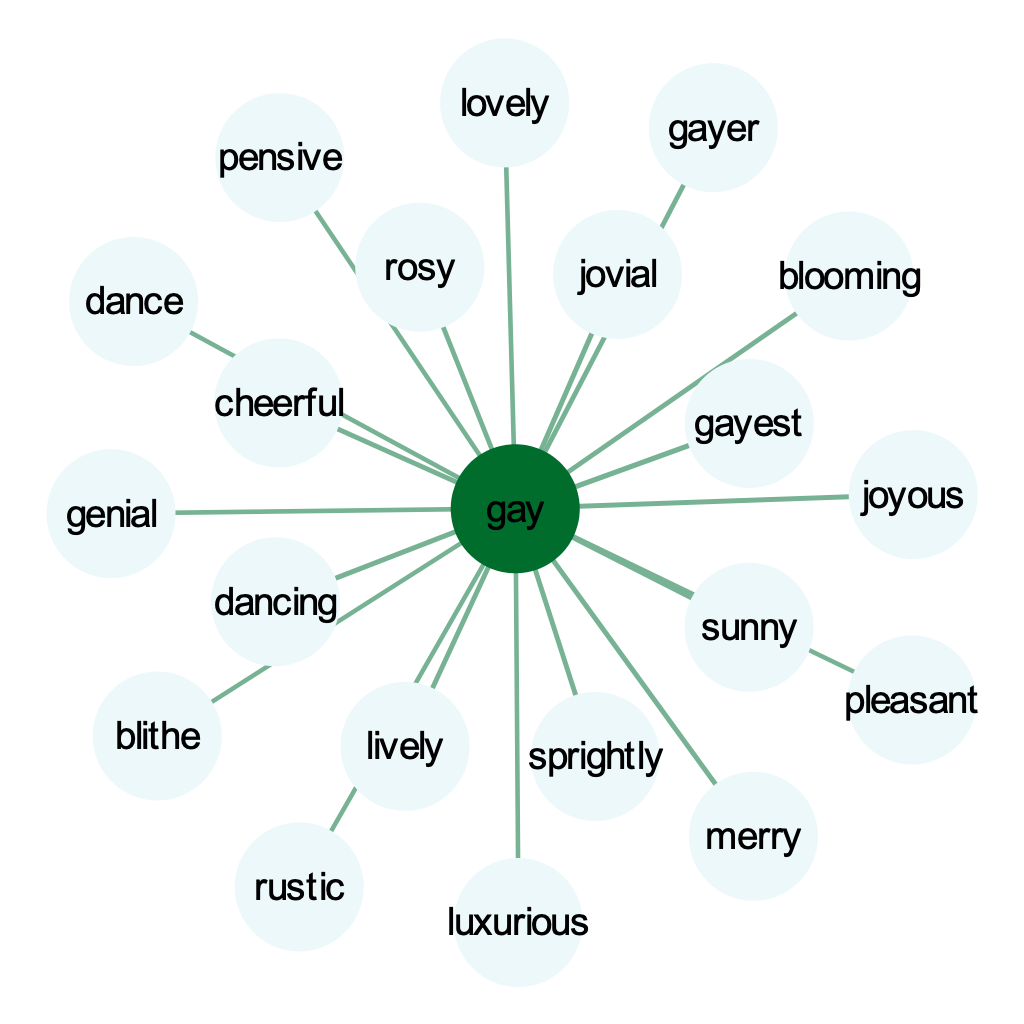 lovely
gayer
pensive
rosy
jovial
blooming
dance
cheerful
gayest
genial
gay
joyous
dancing
sunny
pleasant
blithe
lively
sprightly
merry
rustic
luxurious